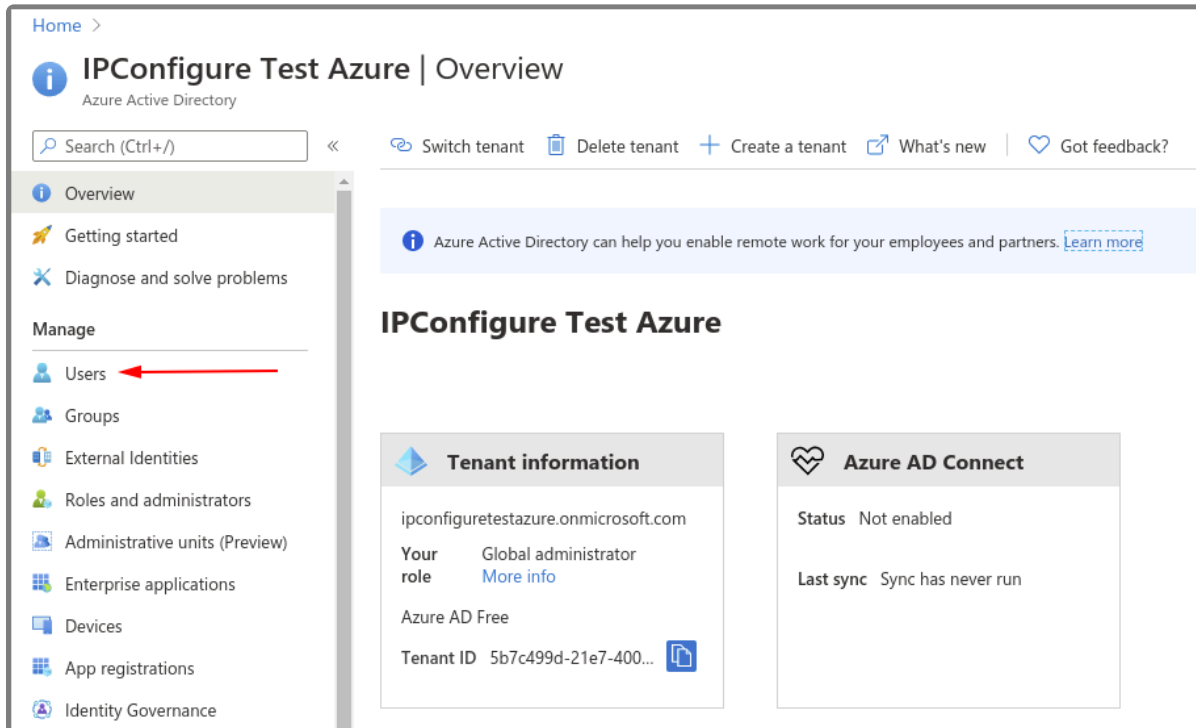 Home >
IPConfigure Test Azure | Overview
Azure Active Directory
Search (Ctrl+/)
«
Switch tenant
Delete tenant
Create a tenant
What's new
Got feedback?
Overview
Getting started
Diagnose and solve problems
Manage
Users
Groups
External Identities
Roles and administrators
Administrative units (Preview)
Enterprise applications
Devices
App registrations
Identity Governance
Azure Active Directory can help you enable remote work for your employees and partners. Learn more
IPConfigure Test Azure
Tenant information
ipconfiguretestazure.onmicrosoft.com
Your role Global administrator
More info
Azure AD Free
Tenant ID 5b7c499d-21e7-400...
Azure AD Connect
Status Not enabled
Last sync Sync has never run